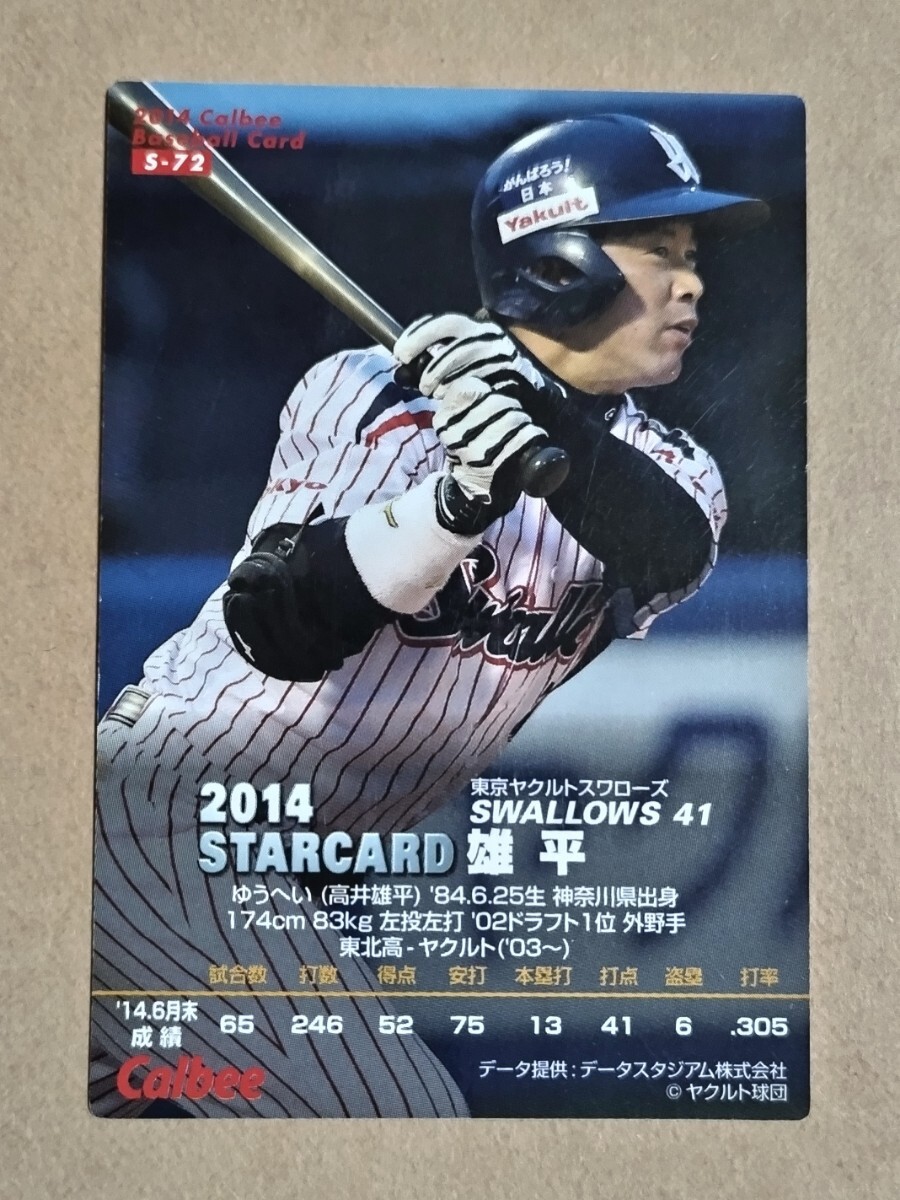 2014 Calbee
Baseball Card
S-72
がんばろう!
日本
Yakult
2014
STARCARD
東京ヤクルトスワローズ
SWALLOWS 41
雄平
ゆうへい (高井雄平) '84.6.25生 神奈川県出身
174cm 83kg 左投左打 '02ドラフト1位 外野手
東北高-ヤクルト('03〜)
試合数 打数 得点 安打 本塁打 打点 盗塁 打率
'14.6月末
成績
65 246 52 75 13 41 6 .305
Calbee
データ提供:データスタジアム株式会社
©ヤクルト球団